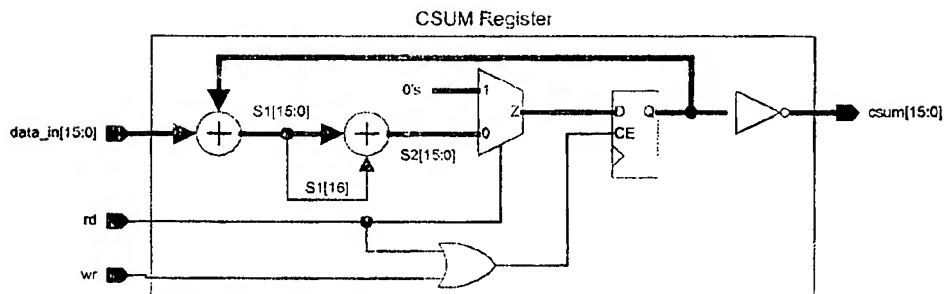 CSUM Register
0's
1
data_in[15:0]
S1[15:0]
Z
D
Q
csum[15:0]
0
CE
S2[15:0]
S1[16]
rd
wr